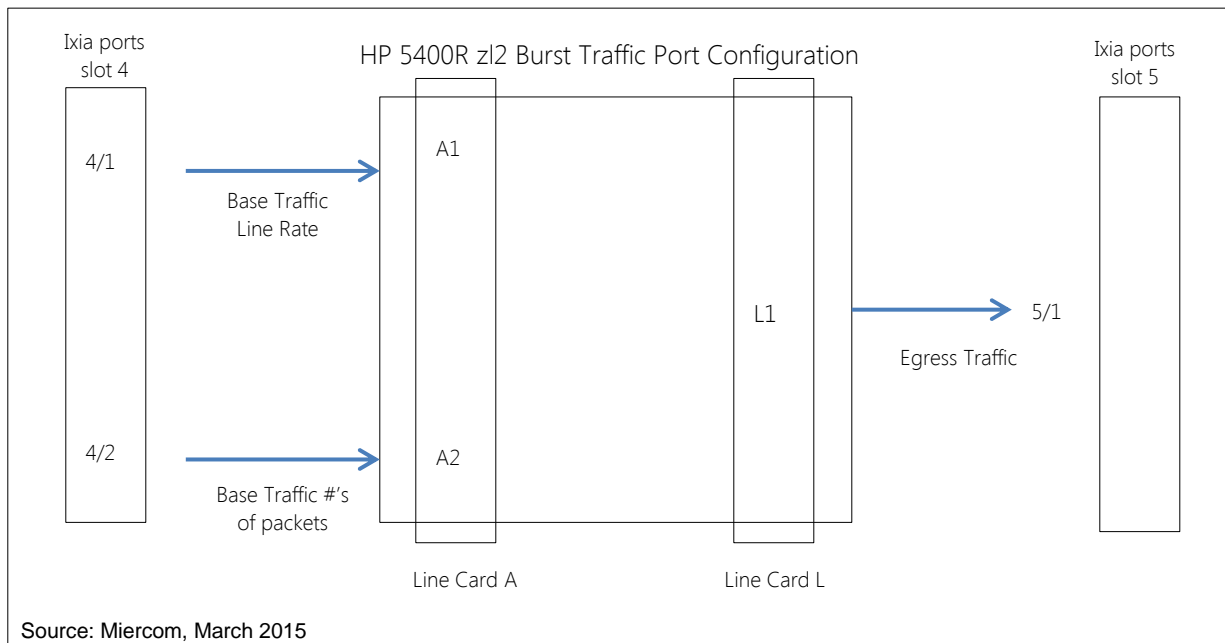 Ixia ports
slot 4
HP 5400R zl2 Burst Traffic Port Configuration
Ixia ports
slot 5
4/1
A1
Base Traffic
Line Rate
L1
5/1
Egress Traffic
4/2
A2
Base Traffic #'s
of packets
Line Card A
Line Card L
Source: Miercom, March 2015